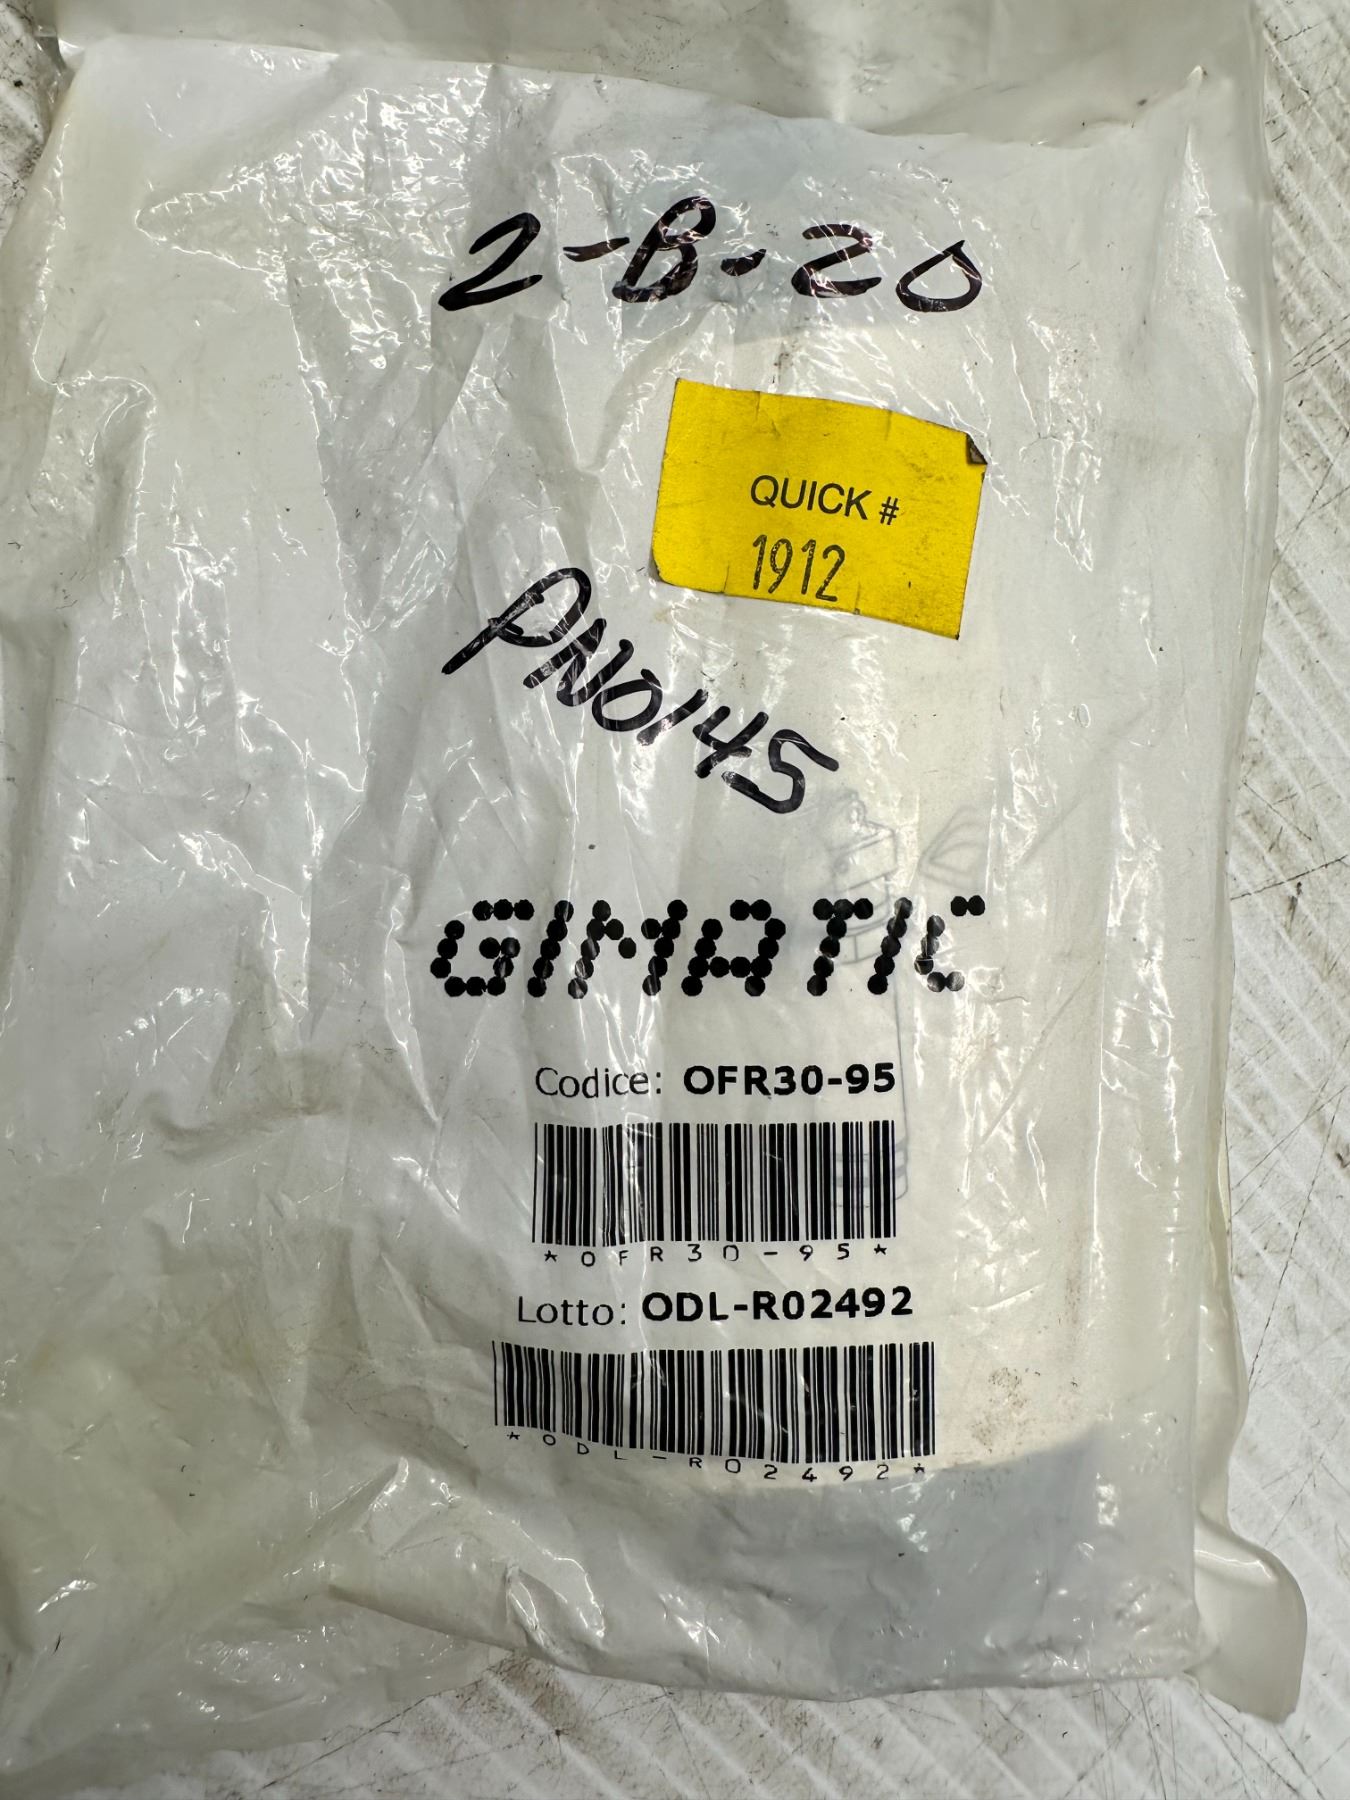 2-B-20
QUICK #
1912
PN0145
GIMATIC
Codice: OFR30-95
*OFR30-95*
Lotto: ODL-R02492
*ODL-R02492*